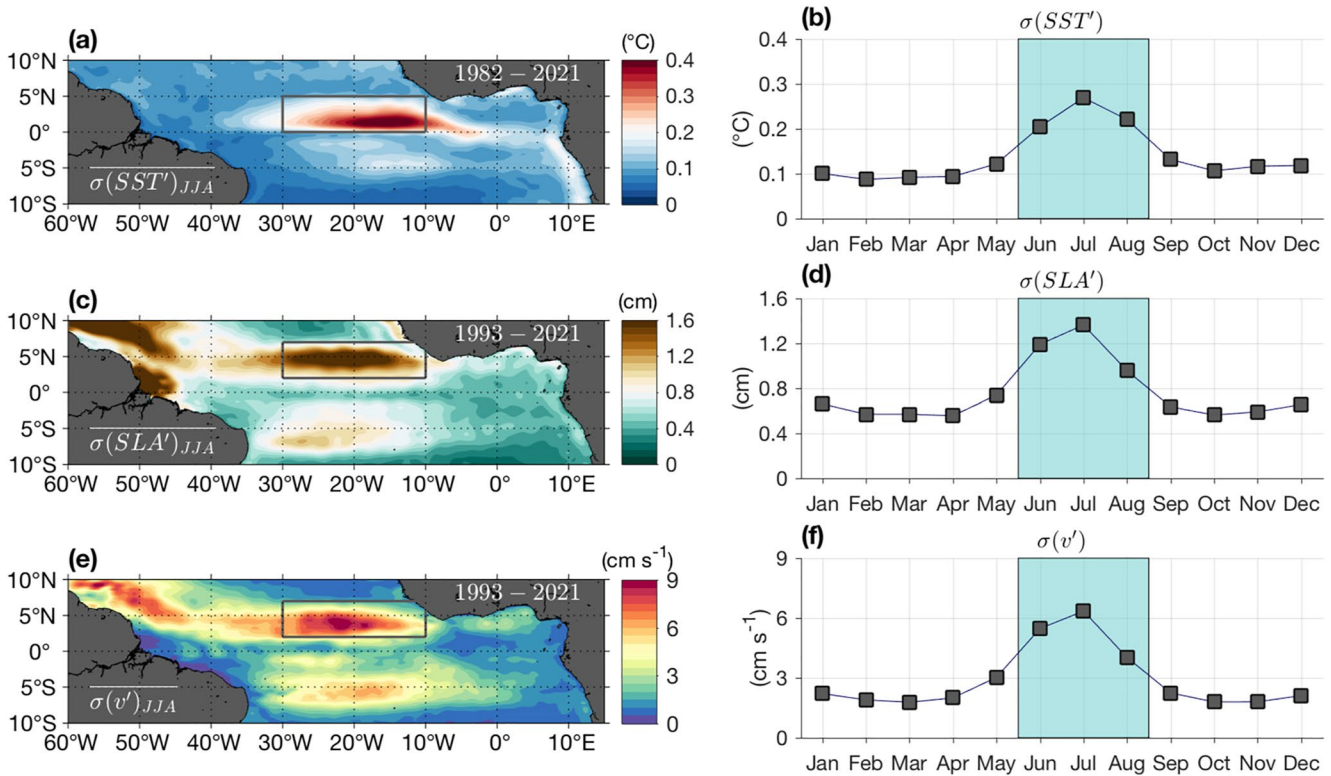 (a)
(°C)
10°N
5°N
0°
5°S
10°S
1982 − 2021
σ(SST′)JJA
0.4
0.3
0.2
0.1
0
60°W 50°W 40°W 30°W 20°W 10°W 0° 10°E
(b)
σ(SST′)
0.4
0.3
0.2
0.1
0
(°C)
Jan Feb Mar Apr May Jun Jul Aug Sep Oct Nov Dec
(c)
(cm)
10°N
5°N
0°
5°S
10°S
1993 − 2021
σ(SLA′)JJA
1.6
1.2
0.8
0.4
0
60°W 50°W 40°W 30°W 20°W 10°W 0° 10°E
(d)
σ(SLA′)
1.6
1.2
0.8
0.4
0
(cm)
Jan Feb Mar Apr May Jun Jul Aug Sep Oct Nov Dec
(e)
(cm s⁻¹)
10°N
5°N
0°
5°S
10°S
1993 − 2021
σ(v′)JJA
9
6
3
0
60°W 50°W 40°W 30°W 20°W 10°W 0° 10°E
(f)
σ(v′)
9
6
3
0
(cm s⁻¹)
Jan Feb Mar Apr May Jun Jul Aug Sep Oct Nov Dec